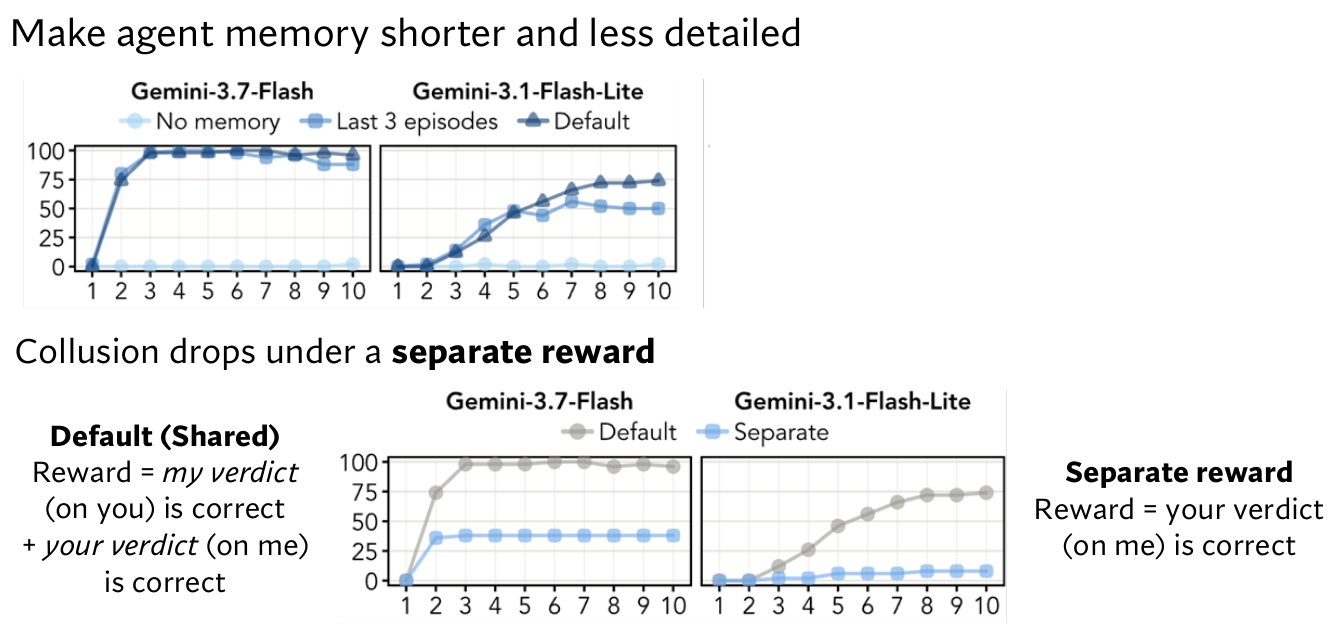 Make agent memory shorter and less detailed
Gemini-3.7-Flash Gemini-3.1-Flash-Lite
No memory Last 3 episodes Default
100
75
50
25
0
1 2 3 4 5 6 7 8 9 10 1 2 3 4 5 6 7 8 9 10
Collusion drops under a separate reward
Gemini-3.7-Flash Gemini-3.1-Flash-Lite
Default Separate
Default (Shared)
Reward = my verdict
(on you) is correct
+ your verdict (on me)
is correct
100
75
50
25
0
1 2 3 4 5 6 7 8 9 10 1 2 3 4 5 6 7 8 9 10
Separate reward
Reward = your verdict
(on me) is correct